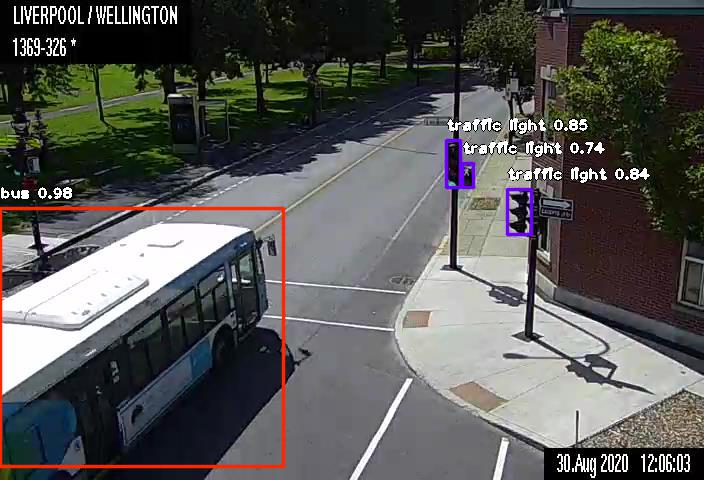 LIVERPOOL / WELLINGTON
1369-326 *
traffic light 0.85
traffic light 0.74
traffic light 0.84
bus 0.98
30.Aug 2020 12:06:03